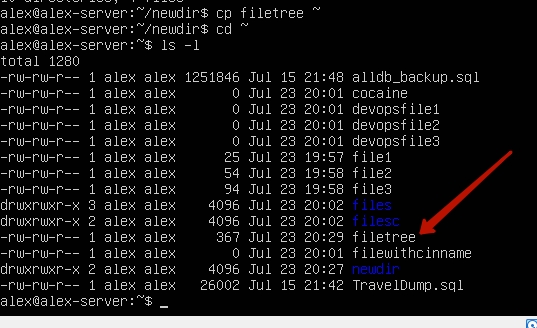 alex@alex-server:~/newdir$ cp filetree ~
alex@alex-server:~/newdir$ cd ~
alex@alex-server:~$ ls -l
total 1280
-rw-rw-r-- 1 alex alex 1251846 Jul 15 21:48 alldb_backup.sql
-rw-rw-r-- 1 alex alex 0 Jul 23 20:01 cocaine
-rw-rw-r-- 1 alex alex 0 Jul 23 20:01 devopsfile1
-rw-rw-r-- 1 alex alex 0 Jul 23 20:01 devopsfile2
-rw-rw-r-- 1 alex alex 0 Jul 23 20:01 devopsfile3
-rw-rw-r-- 1 alex alex 25 Jul 23 19:57 file1
-rw-rw-r-- 1 alex alex 54 Jul 23 19:58 file2
-rw-rw-r-- 1 alex alex 94 Jul 23 19:58 file3
drwxrwxr-x 3 alex alex 4096 Jul 23 20:02 files
drwxrwxr-x 2 alex alex 4096 Jul 23 20:02 filesc
-rw-rw-r-- 1 alex alex 367 Jul 23 20:29 filetree
-rw-rw-r-- 1 alex alex 0 Jul 23 20:01 filewithcinname
drwxrwxr-x 2 alex alex 4096 Jul 23 20:27 newdir
-rw-rw-r-- 1 alex alex 26002 Jul 15 21:42 TravelDump.sql
alex@alex-server:~$ _